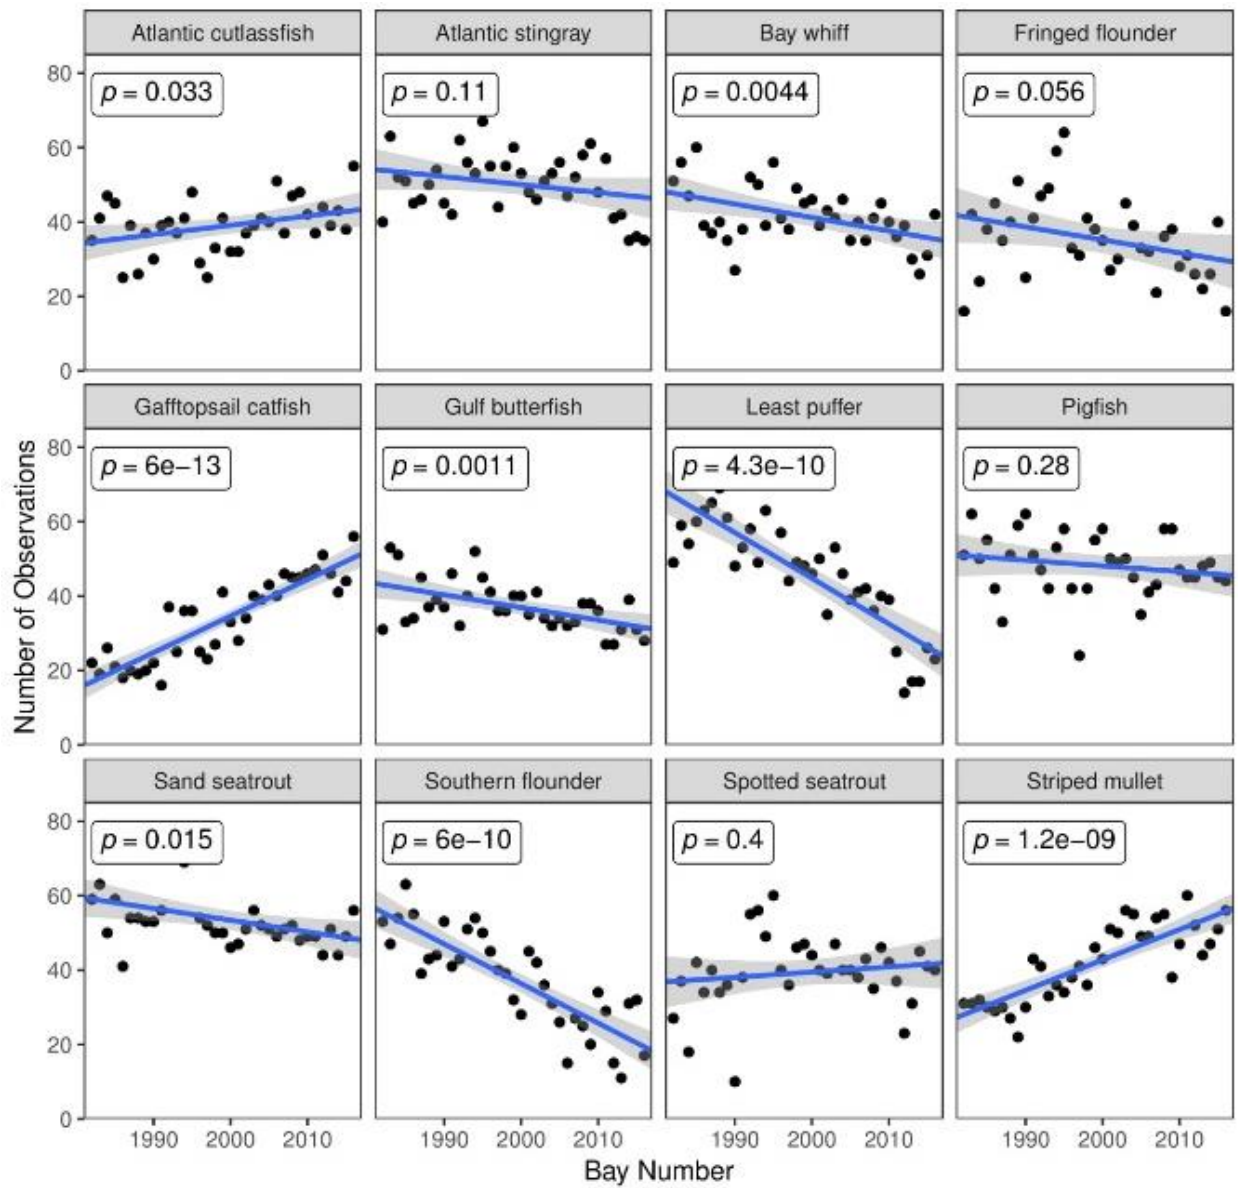 Atlantic cutlassfish Atlantic stingray Bay whiff Fringed flounder
80
p = 0.033 p = 0.11 p = 0.0044 p = 0.056
60
40
20
0
Gafftopsail catfish Gulf butterfish Least puffer Pigfish
80
p = 6e−13 p = 0.0011 p = 4.3e−10 p = 0.28
60
40
20
0
Number of Observations
Sand seatrout Southern flounder Spotted seatrout Striped mullet
80
p = 0.015 p = 6e−10 p = 0.4 p = 1.2e−09
60
40
20
0
1990 2000 2010 1990 2000 2010 1990 2000 2010 1990 2000 2010
Bay Number